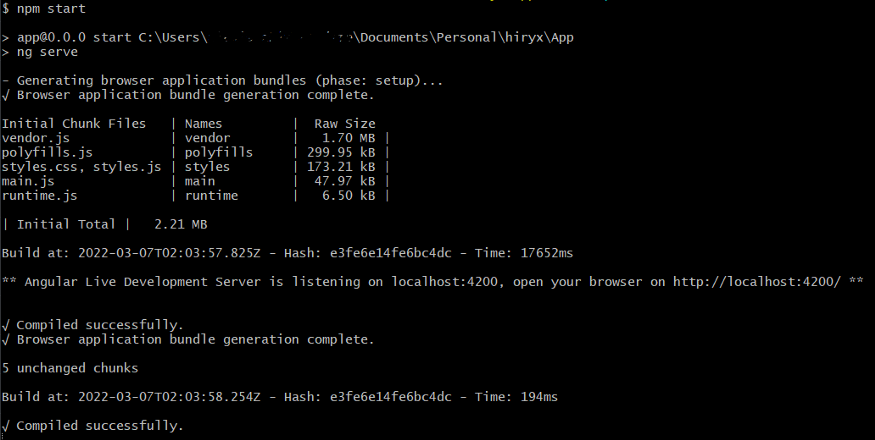 $ npm start
> app@0.0.0 start C:\Users\ \Documents\Personal\hiryx\App
> ng serve
- Generating browser application bundles (phase: setup)...
√ Browser application bundle generation complete.
Initial Chunk Files | Names | Raw Size
vendor.js | vendor | 1.70 MB |
polyfills.js | polyfills | 299.95 kB |
styles.css, styles.js | styles | 173.21 kB |
main.js | main | 47.97 kB |
runtime.js | runtime | 6.50 kB |
| Initial Total | 2.21 MB
Build at: 2022-03-07T02:03:57.825Z - Hash: e3fe6e14fe6bc4dc - Time: 17652ms
** Angular Live Development Server is listening on localhost:4200, open your browser on http://localhost:4200/ **
√ Compiled successfully.
√ Browser application bundle generation complete.
5 unchanged chunks
Build at: 2022-03-07T02:03:58.254Z - Hash: e3fe6e14fe6bc4dc - Time: 194ms
√ Compiled successfully.